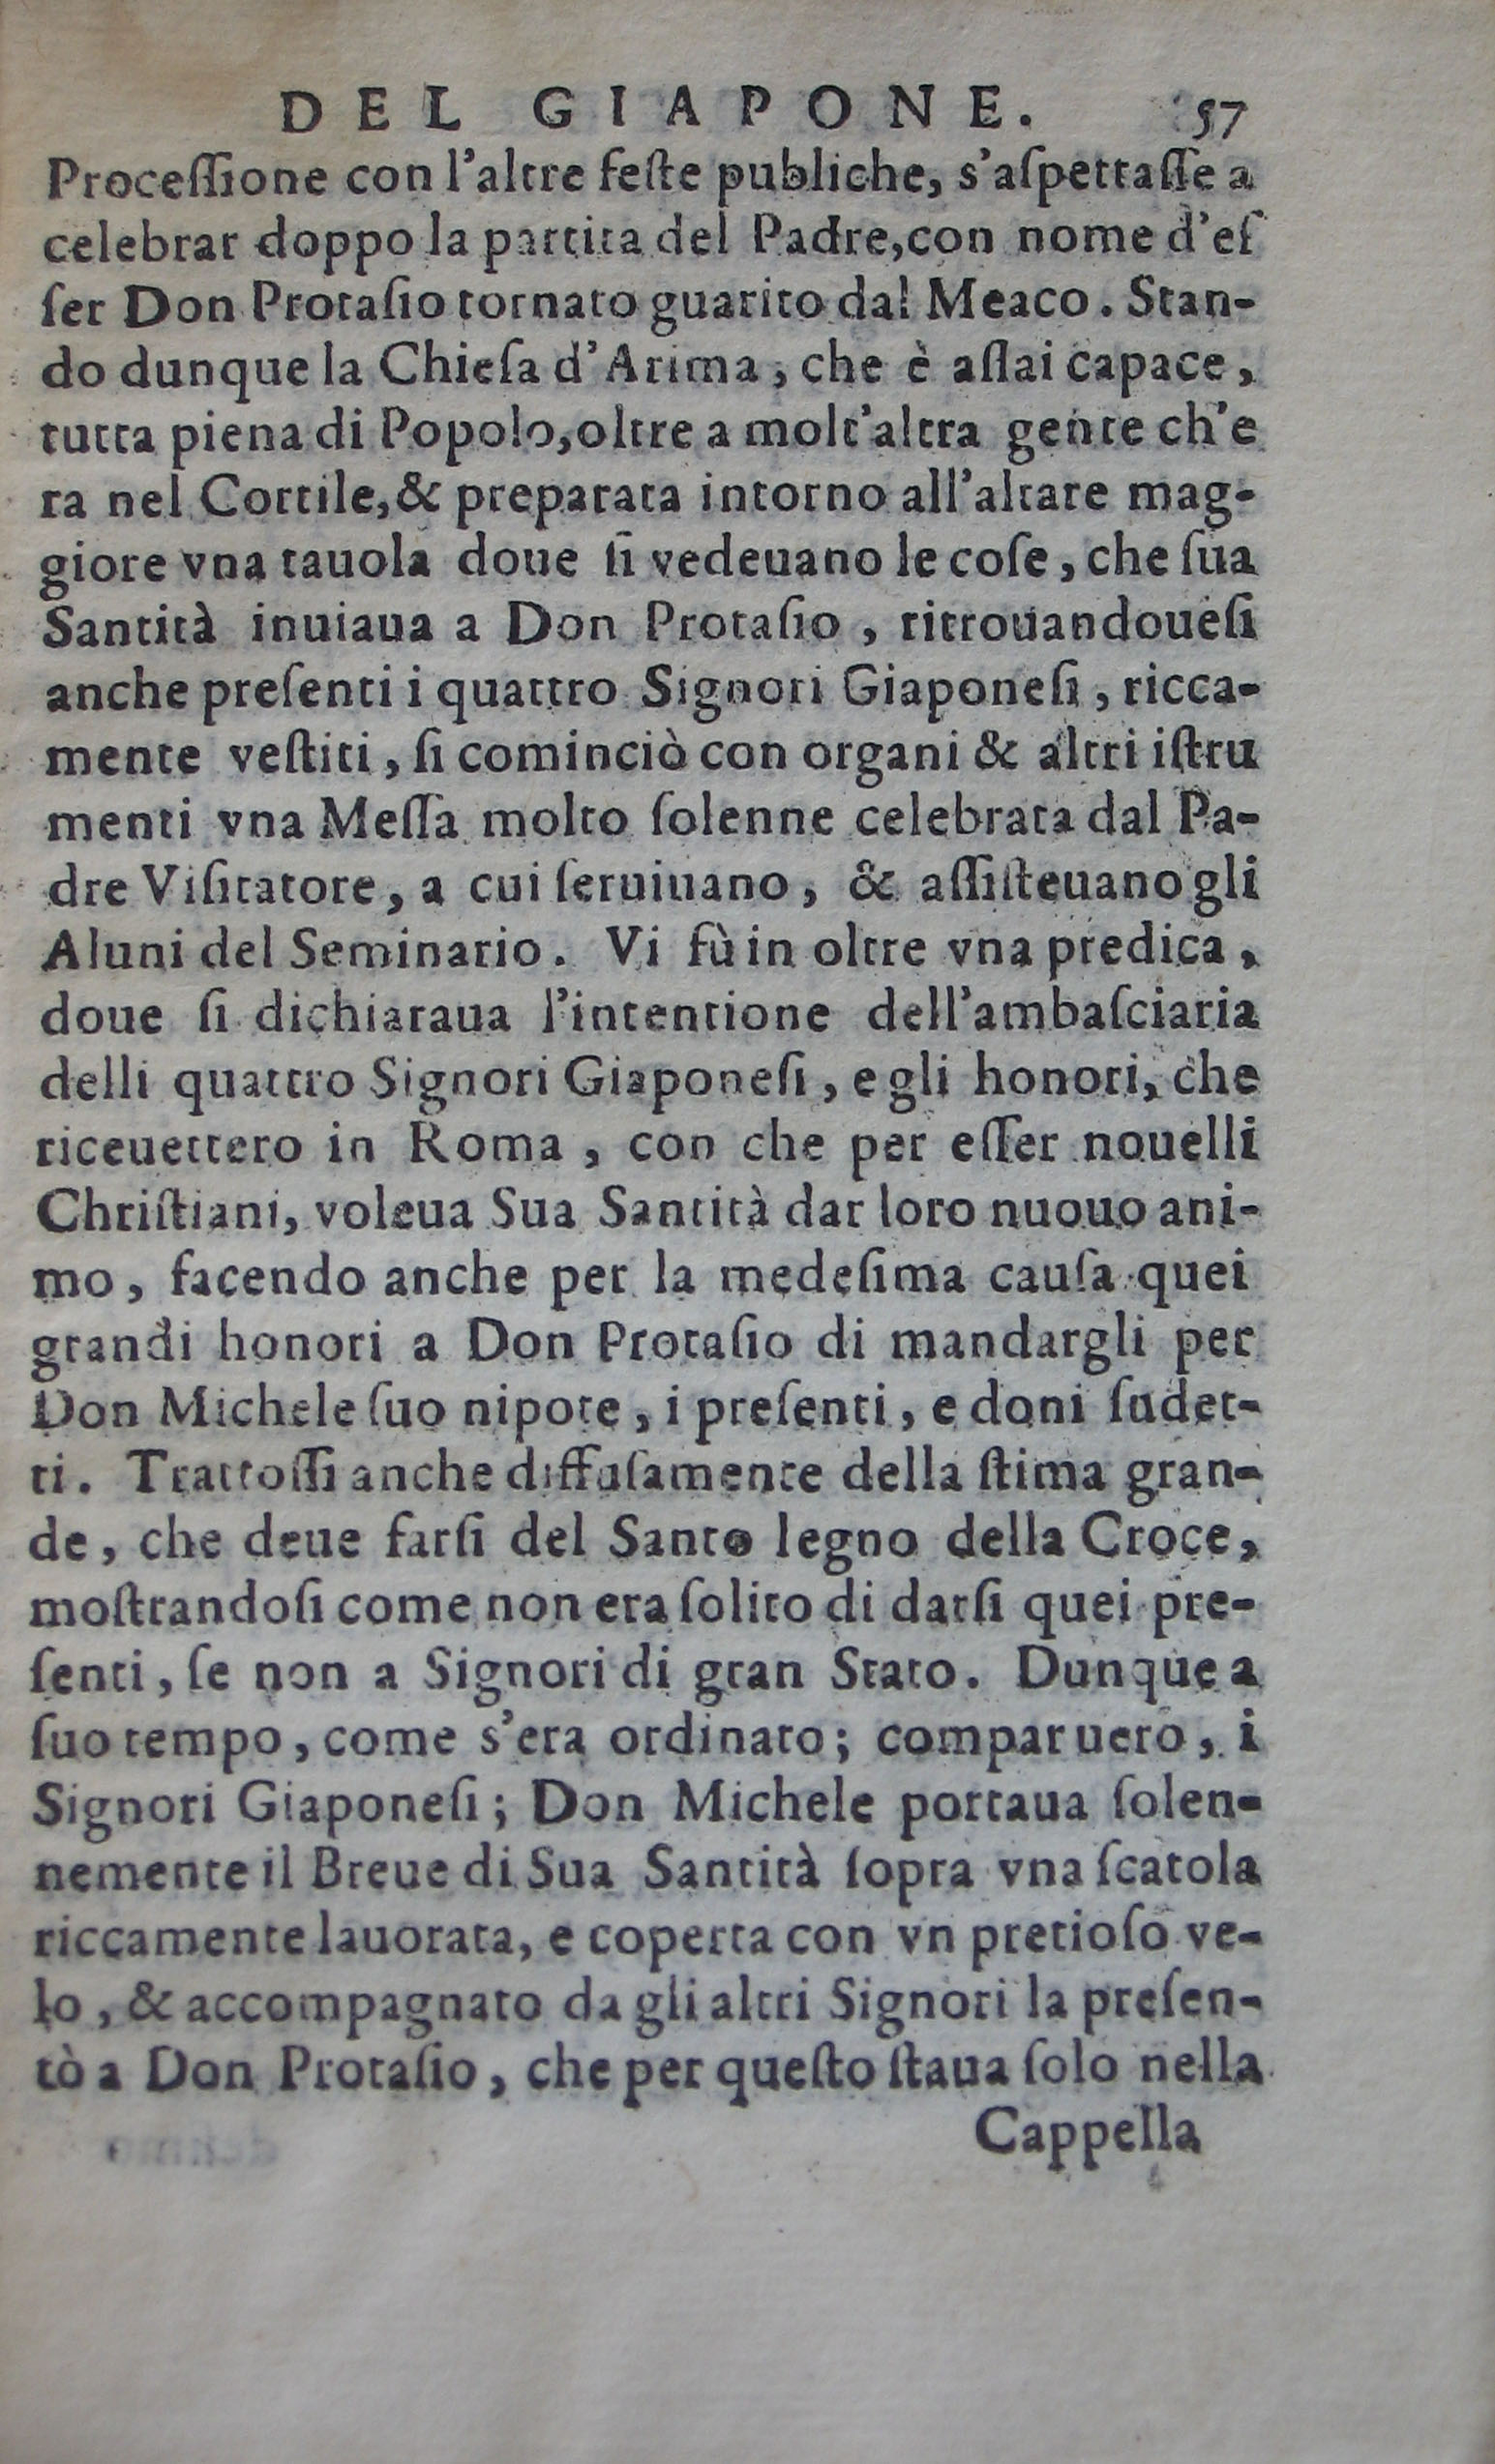 DEL GIAPONE. 57
Proceſſione con l'altre feſte publiche, s'aſpettaſſe a
celebrar doppo la partita del Padre,con nome d'eſ
ſer Don Protaſio tornato guarito dal Meaco. Stan-
do dunque la Chieſa d'Arima, che è aſſai capace,
tutta piena di Popolo,oltre a molt'altra gente ch'e
ra nel Cortile,& preparata intorno all'altare mag-
giore vna tauola doue ſi vedeuano le coſe, che ſua
Santità inuiaua a Don Protaſio, ritrouandoueſi
anche preſenti i quattro Signori Giaponeſi, ricca-
mente veſtiti, ſi cominciò con organi & altri iſtru
menti vna Meſſa molto ſolenne celebrata dal Pa-
dre Viſitatore, a cui ſeruiuano, & aſſiſteuano gli
Aluni del Seminario. Vi fù in oltre vna predica,
doue ſi dichiaraua l'intentione dell'ambaſciaria
delli quattro Signori Giaponeſi, e gli honori, che
riceuettero in Roma, con che per eſſer nouelli
Chriſtiani, voleua Sua Santità dar loro nuouo ani-
mo, facendo anche per la medeſima cauſa quei
grandi honori a Don Protaſio di mandargli per
Don Michele ſuo nipote, i preſenti, e doni ſudet-
ti. Trattoſſi anche diffuſamente della ſtima gran-
de, che deue farſi del Santo legno della Croce,
moſtrandoſi come non era ſolito di darſi quei pre-
ſenti, ſe non a Signori di gran Stato. Dunque a
ſuo tempo, come s'era ordinato; comparuero, i
Signori Giaponeſi; Don Michele portaua ſolen-
nemente il Breue di Sua Santità ſopra vna ſcatola
riccamente lauorata, e coperta con vn pretioſo ve-
lo, & accompagnato da gli altri Signori la preſen-
tò a Don Protaſio, che per queſto ſtaua ſolo nella
Cappella